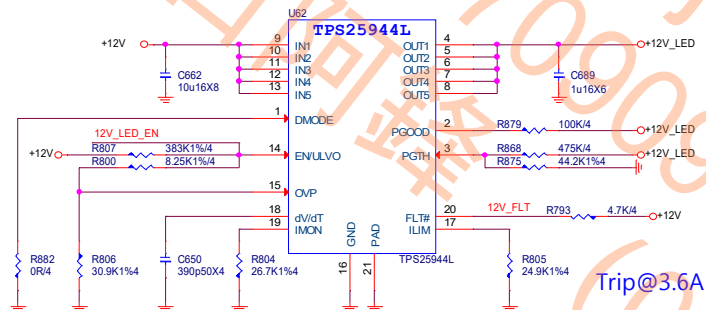 U62
TPS25944L
+12V
9
10
11
12
13
IN1
IN2
IN3
IN4
IN5
OUT1
OUT2
OUT3
OUT4
OUT5
4
5
6
7
8
+12V_LED
C662
10u16X8
C689
1u16X6
1
DMODE
PGOOD
2
R879
100K/4
+12V_LED
12V_LED_EN
+12V
R807
383K1%/4
R800
8.25K1%/4
14
EN/ULVO
PGTH
3
R868
475K/4
+12V_LED
R875
44.2K1%4
15
OVP
18
dV/dT
19
IMON
FLT#
20
12V_FLT
R793
4.7K/4
+12V
ILIM
17
GND
PAD
16
21
TPS25944L
R882
0R/4
R806
30.9K1%4
C650
390p50X4
R804
26.7K1%4
R805
24.9K1%4
Trip@3.6A